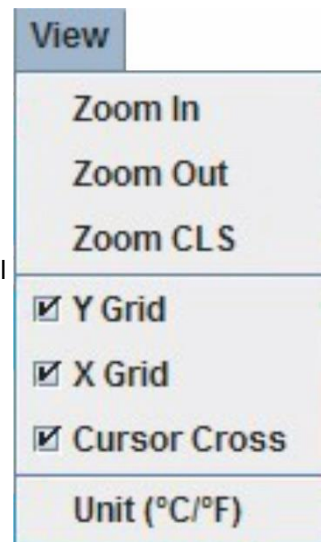 View
Zoom In
Zoom Out
Zoom CLS
Y Grid
X Grid
Cursor Cross
Unit (°C/°F)